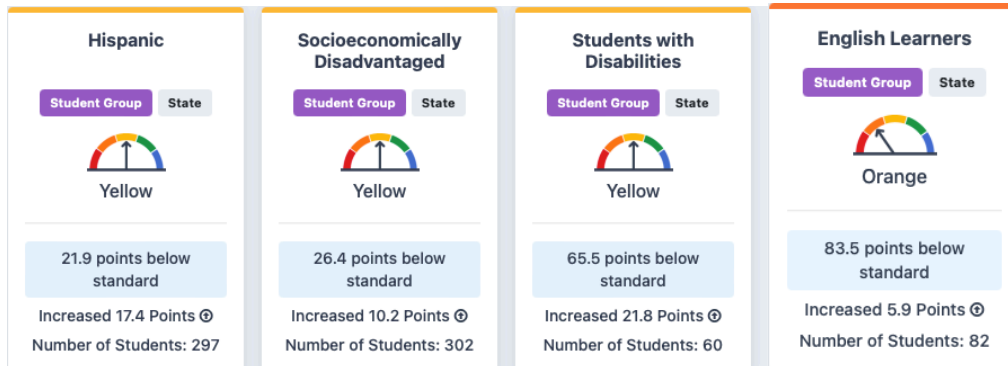 Hispanic
Student Group State
Yellow
21.9 points below
standard
Increased 17.4 Points
Number of Students: 297
Socioeconomically
Disadvantaged
Student Group State
Yellow
26.4 points below
standard
Increased 10.2 Points
Number of Students: 302
Students with
Disabilities
Student Group State
Yellow
65.5 points below
standard
Increased 21.8 Points
Number of Students: 60
English Learners
Student Group State
Orange
83.5 points below
standard
Increased 5.9 Points
Number of Students: 82